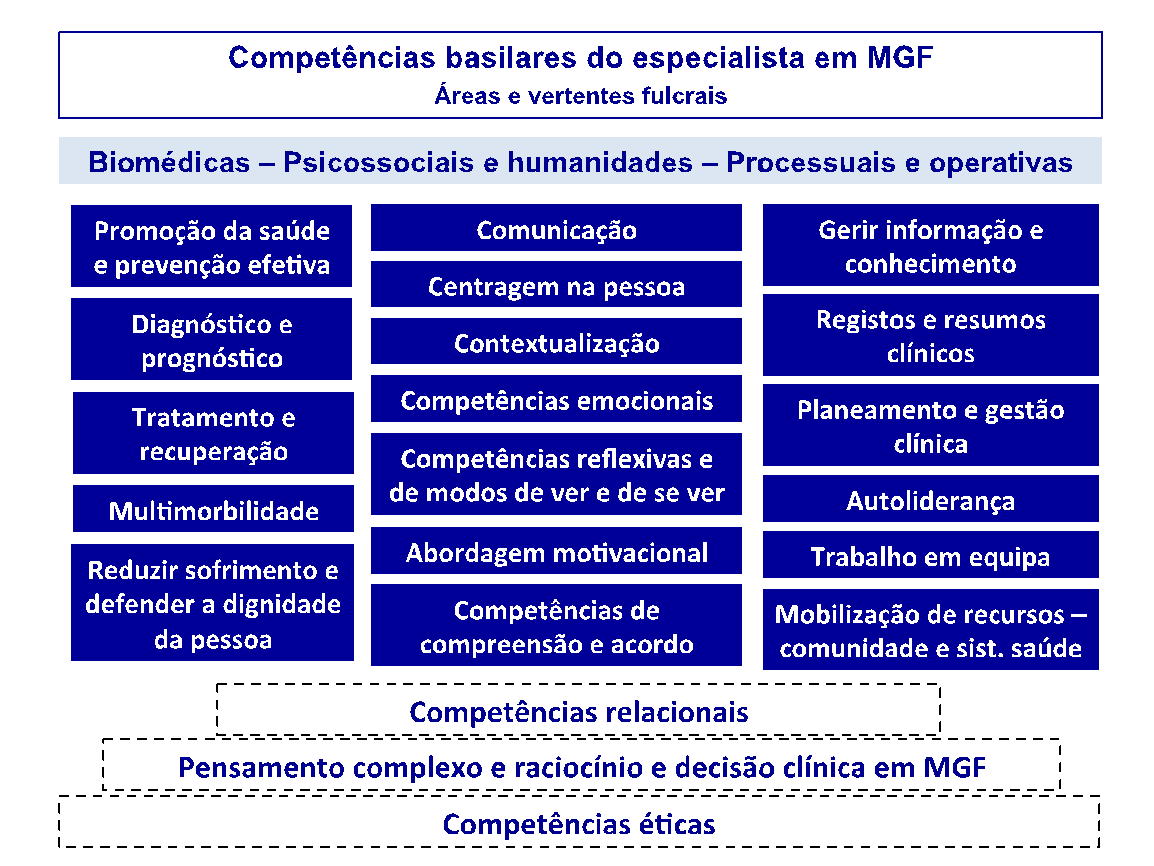 Competências basilares do especialista em MGF
Áreas e vertentes fulcrais
Biomédicas – Psicossociais e humanidades – Processuais e operativas
Promoção da saúde
e prevenção efetiva
Diagnóstico e
prognóstico
Tratamento e
recuperação
Multimorbilidade
Reduzir sofrimento e
defender a dignidade
da pessoa
Comunicação
Centragem na pessoa
Contextualização
Competências emocionais
Competências reflexivas e
de modos de ver e de se ver
Abordagem motivacional
Competências de
compreensão e acordo
Gerir informação e
conhecimento
Registos e resumos
clínicos
Planeamento e gestão
clínica
Autoliderança
Trabalho em equipa
Mobilização de recursos –
comunidade e sist. saúde
Competências relacionais
Pensamento complexo e raciocínio e decisão clínica em MGF
Competências éticas